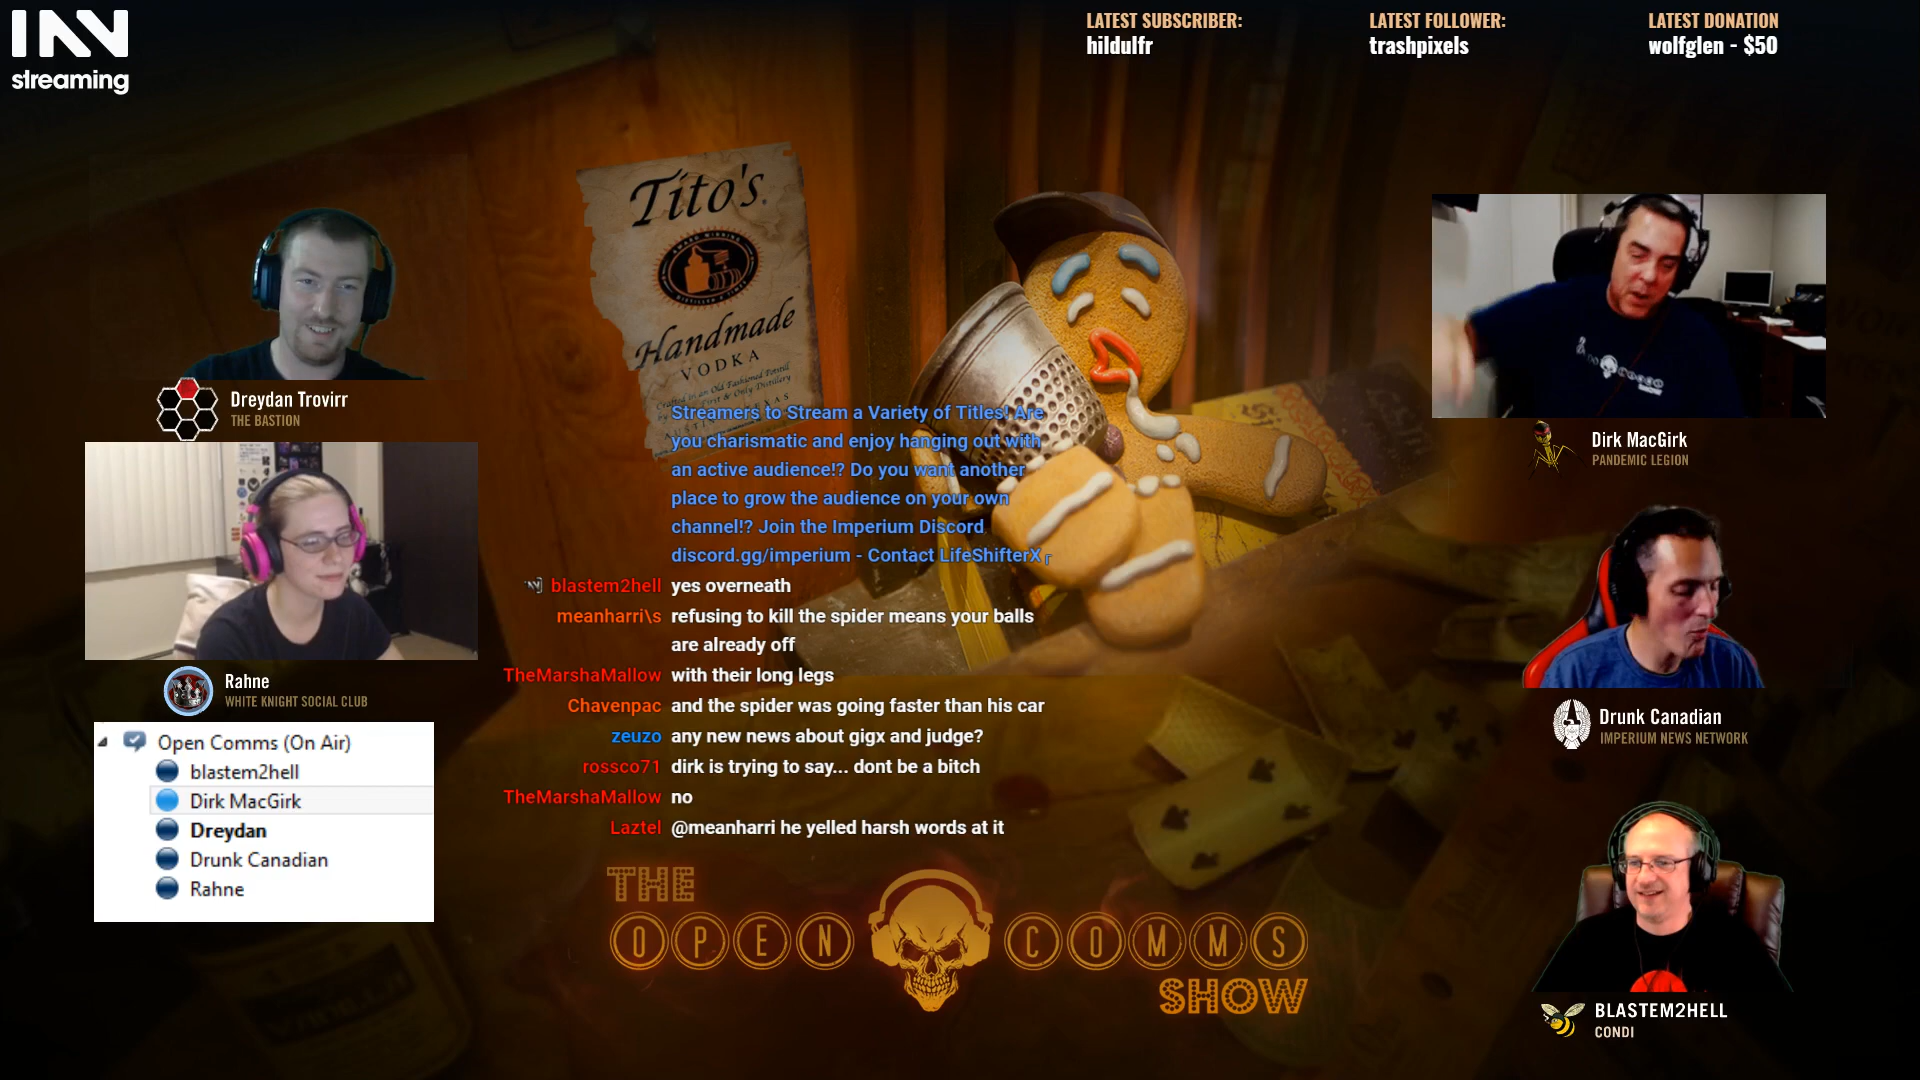 INN
streaming
LATEST SUBSCRIBER:
hildulfr
LATEST FOLLOWER:
trashpixels
LATEST DONATION
wolfglen - $50
Tito's
Handmade
VODKA
Dreydan Trovirr
THE BASTION
Rahne
WHITE KNIGHT SOCIAL CLUB
Open Comms (On Air)
blastem2hell
Dirk MacGirk
Dreydan
Drunk Canadian
Rahne
Streamers to Stream a Variety of Titles! Are
you charismatic and enjoy hanging out with
an active audience!? Do you want another
place to grow the audience on your own
channel!? Join the Imperium Discord
discord.gg/imperium - Contact LifeShifterX
blastem2hell yes overneath
meanharri\s refusing to kill the spider means your balls
are already off
TheMarshaMallow with their long legs
Chavenpac and the spider was going faster than his car
zeuzo any new news about gigx and judge?
rossco71 dirk is trying to say... dont be a bitch
TheMarshaMallow no
Laztel @meanharri he yelled harsh words at it
Dirk MacGirk
PANDEMIC LEGION
Drunk Canadian
IMPERIUM NEWS NETWORK
BLASTEM2HELL
CONDI
THE
OPEN COMMS
SHOW